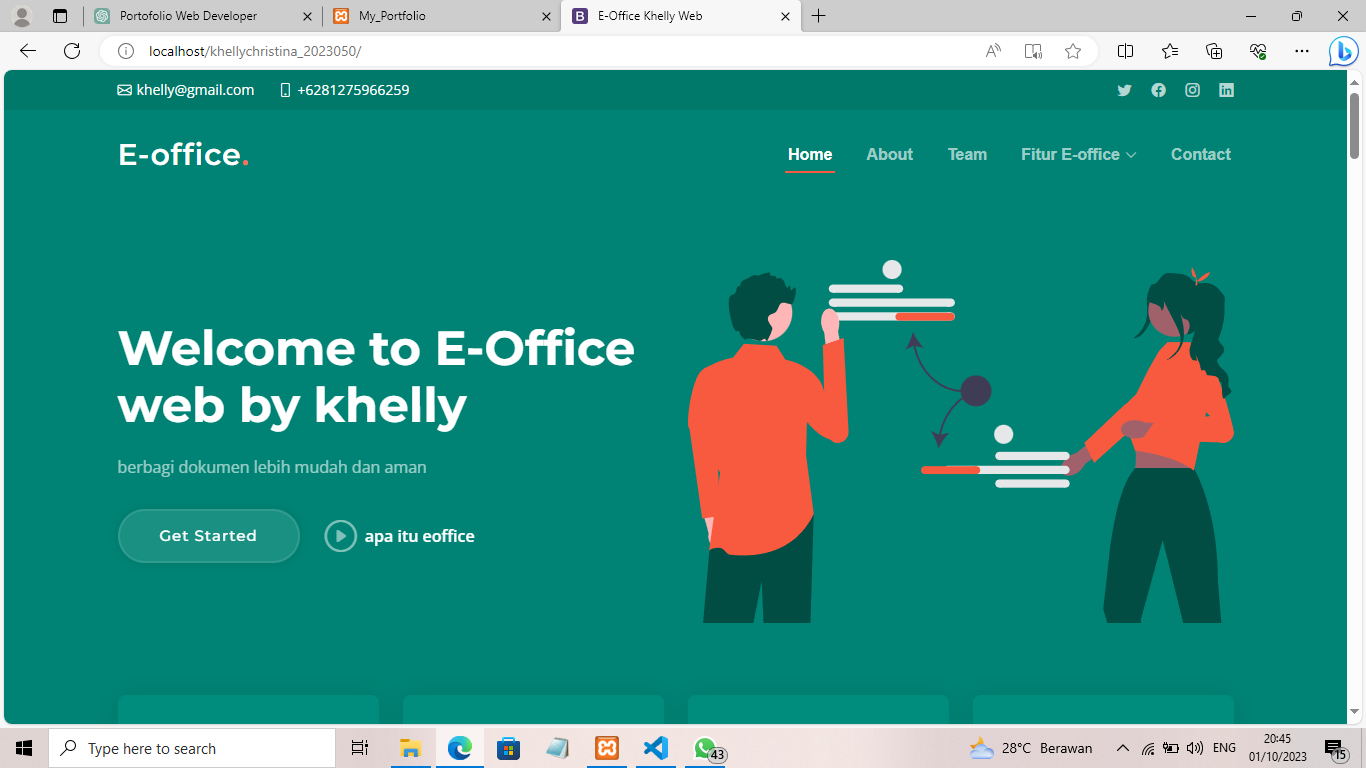 Portofolio Web Developer
My_Portfolio
E-Office Khelly Web
localhost/khellychristina_2023050/
khelly@gmail.com
+6281275966259
E-office.
Home
About
Team
Fitur E-office
Contact
Welcome to E-Office
web by khelly
berbagi dokumen lebih mudah dan aman
Get Started
apa itu eoffice
Type here to search
43
28°C Berawan
ENG
20:45
01/10/2023
15